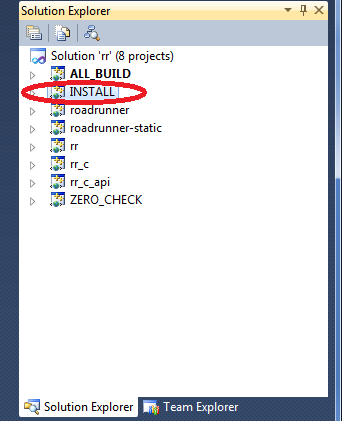 Solution Explorer
Solution 'rr' (8 projects)
ALL_BUILD
INSTALL
roadrunner
roadrunner-static
rr
rr_c
rr_c_api
ZERO_CHECK
Solution Explorer Team Explorer